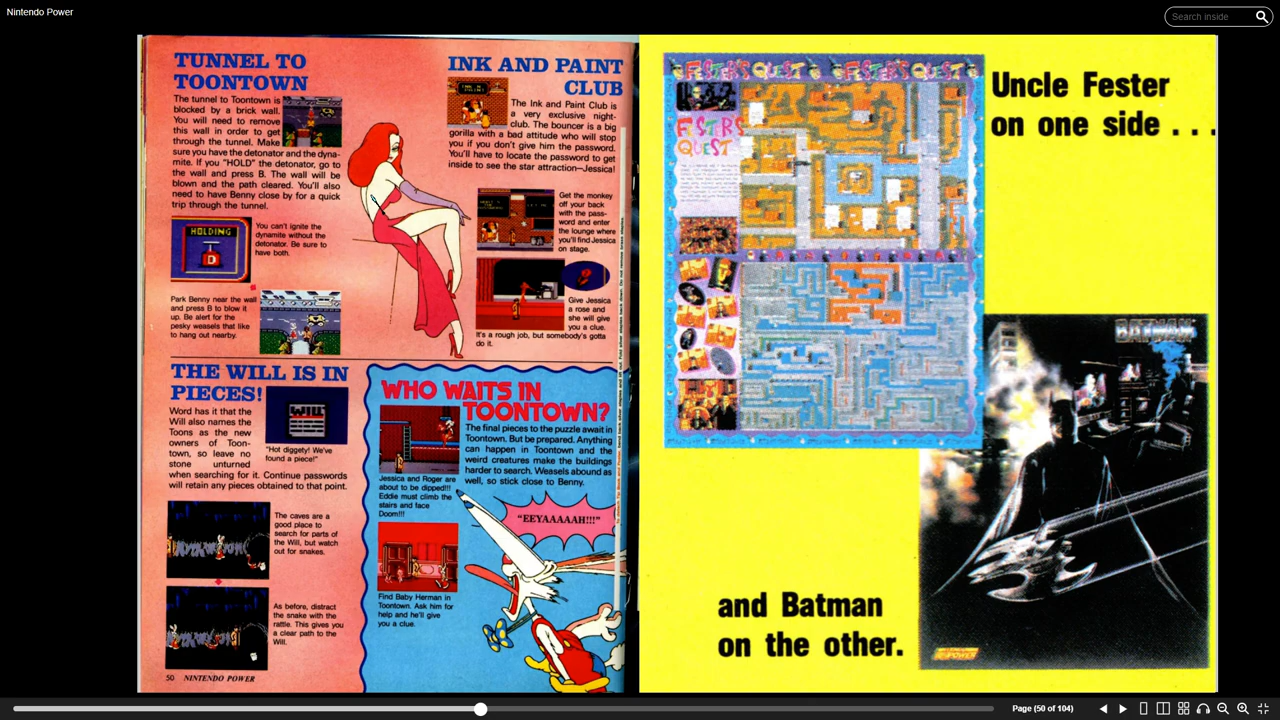 Nintendo Power
Search inside
TUNNEL TO
TOONTOWN
The tunnel to Toontown is
blocked by a brick wall.
You will need to remove
this wall in order to get
through the tunnel. Make
sure you have the detonator and the dyna-
mite. If you "HOLD" the detonator, go to
the wall and press B. The wall will be
blown and the path cleared. You'll also
need to have Benny close by for a quick
trip through the tunnel.
HOLDING
D
You can't ignite the
dynamite without the
detonator. Be sure to
have both.
Park Benny near the wall
and press B to blow it
up. Be alert for the
pesky weasels that like
to hang out nearby.
INK AND PAINT
CLUB
The Ink and Paint Club is
a very exclusive night-
club. The bouncer is a big
gorilla with a bad attitude who will stop
you if you don't give him the password.
You'll have to locate the password to get
inside to see the star attraction—Jessica!
Get the monkey
off your back
with the pass-
word and enter
the lounge where
you'll find Jessica
on stage.
Give Jessica
a rose and
she will give
you a clue.
It's a rough job, but somebody's gotta
do it.
THE WILL IS IN
PIECES!
Word has it that the
Will also names the
Toons as the new
owners of Toon-
town, so leave no
stone unturned
when searching for it. Continue passwords
will retain any pieces obtained to that point.
WILL
"Hot diggety! We've
found a piece!"
The caves are a
good place to
search for parts of
the Will, but watch
out for snakes.
As before, distract
the snake with the
rattle. This gives you
a clear path to the
Will.
WHO WAITS IN
TOONTOWN?
The final pieces to the puzzle await in
Toontown. But be prepared. Anything
can happen in Toontown and the
weird creatures make the buildings
harder to search. Weasels abound as
well, so stick close to Benny.
Jessica and Roger are
about to be dipped!!!
Eddie must climb the
stairs and face
Doom!!!
"EEYAAAAAH!!!"
Find Baby Herman in
Toontown. Ask him for
help and he'll give
you a clue.
50 NINTENDO POWER
FESTER'S QUEST FESTER'S QUEST
FESTER'S
QUEST
Uncle Fester
on one side . . .
BATMAN
and Batman
on the other.
POWER
Page (50 of 104)